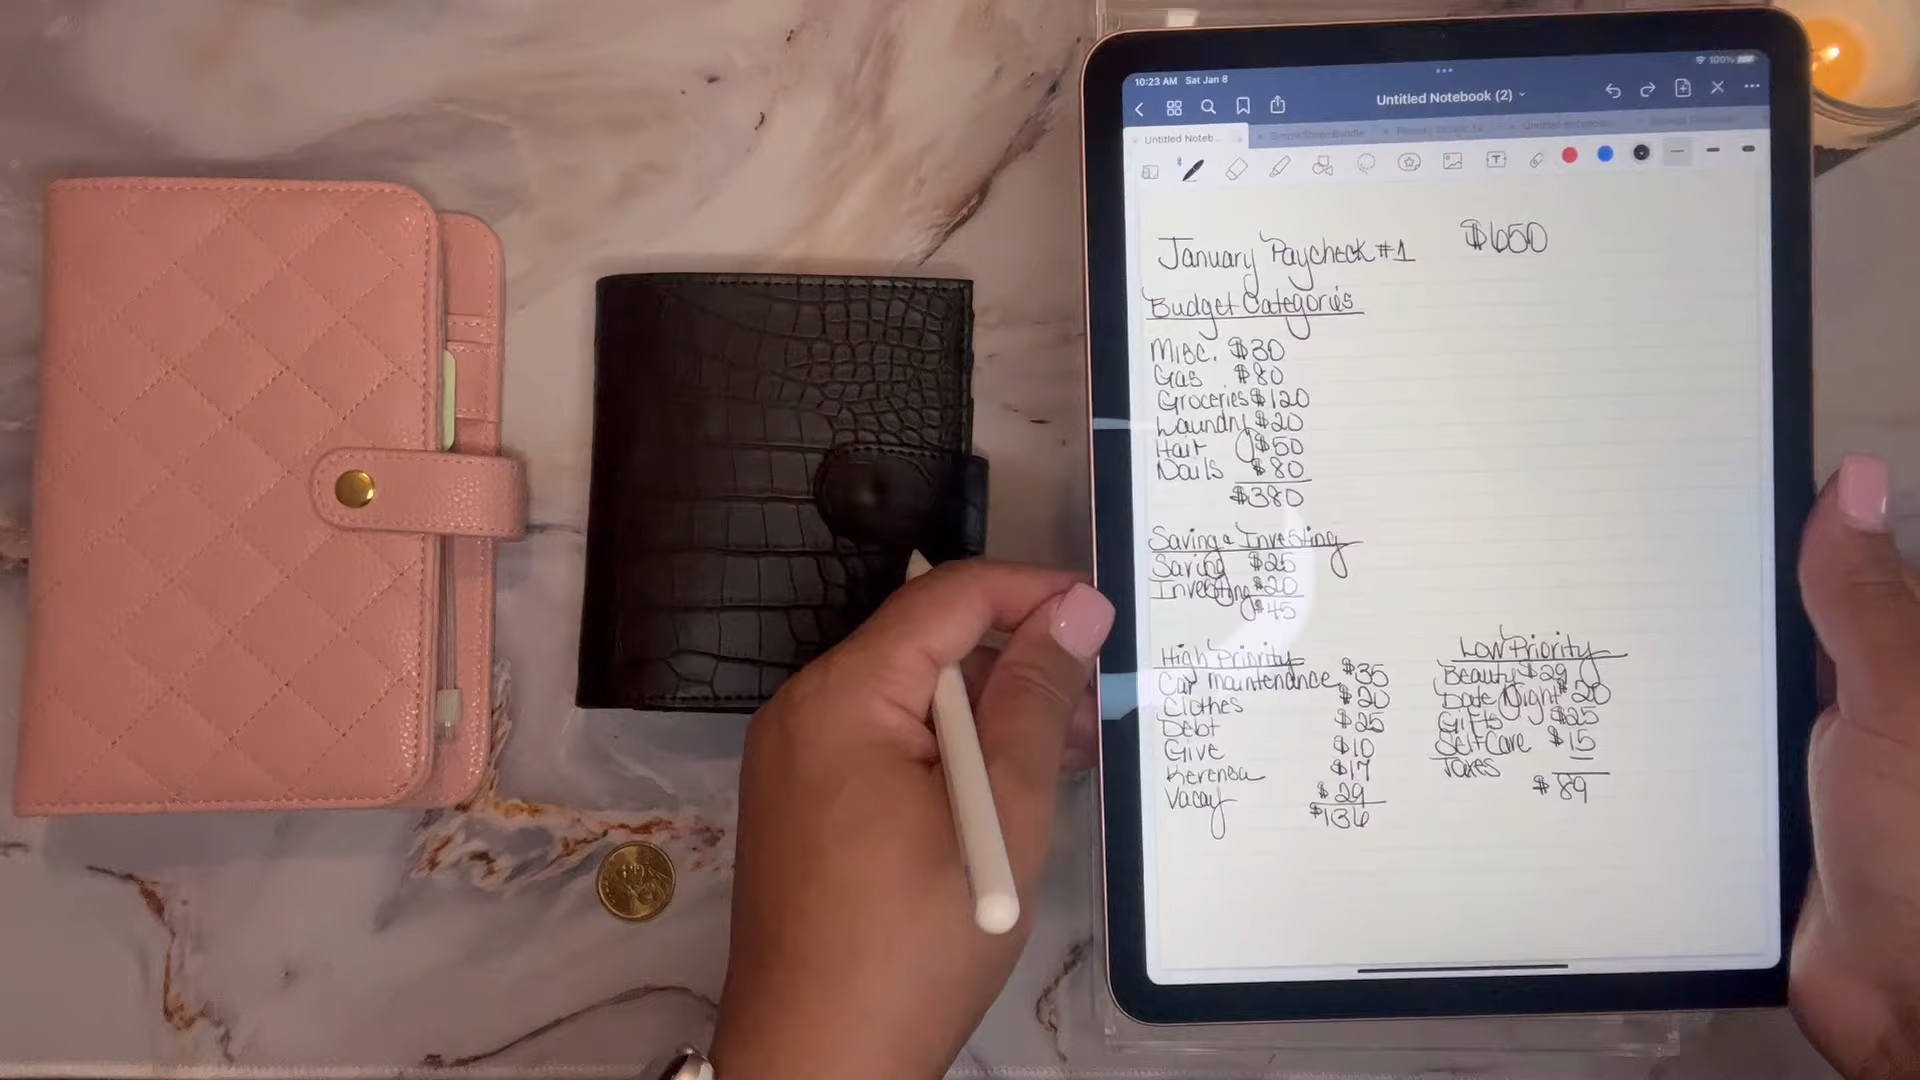 10:23 AM Sat Jan 8
100%
Untitled Notebook (2)
Untitled Noteb...
January Paycheck #1 $650
Budget Categories
Misc. $30
Gas $80
Groceries $120
Laundry $20
Hair $50
Nails $80
$380
Saving & Investing
Saving $25
Investing $20
$45
High Priority
Car maintenance $35
Clothes $20
Debt $25
Give $10
$17
Vacay $29
$136
Low Priority
Beauty $29
Date Night $20
Gifts $25
Self Care $15
Taxes —
$89